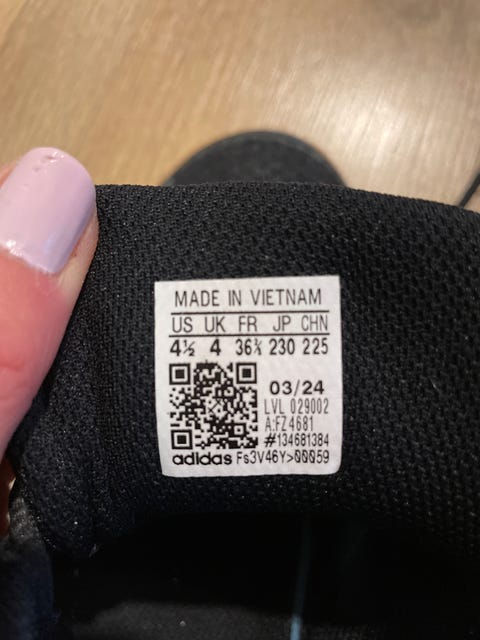 MADE IN VIETNAM
US UK FR JP CHN
4½ 4 36⅔ 230 225
03/24
LVL 029002
A:FZ4681
#134681384
adidas Fs3V46Y>00059